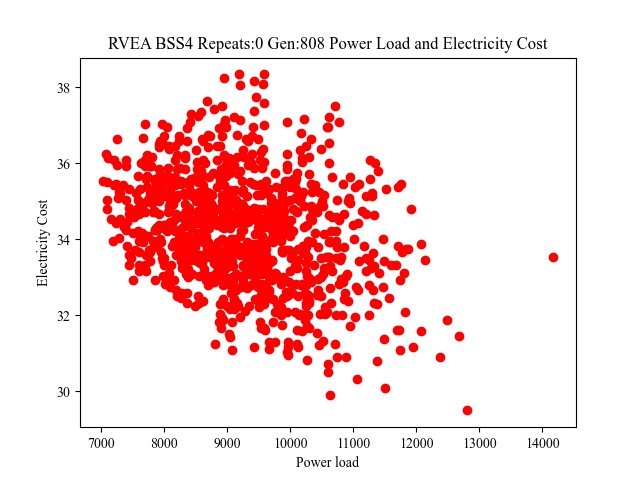 RVEA BSS4 Repeats:0 Gen:808 Power Load and Electricity Cost
Electricity Cost
38
36
34
32
30
7000 8000 9000 10000 11000 12000 13000 14000
Power load